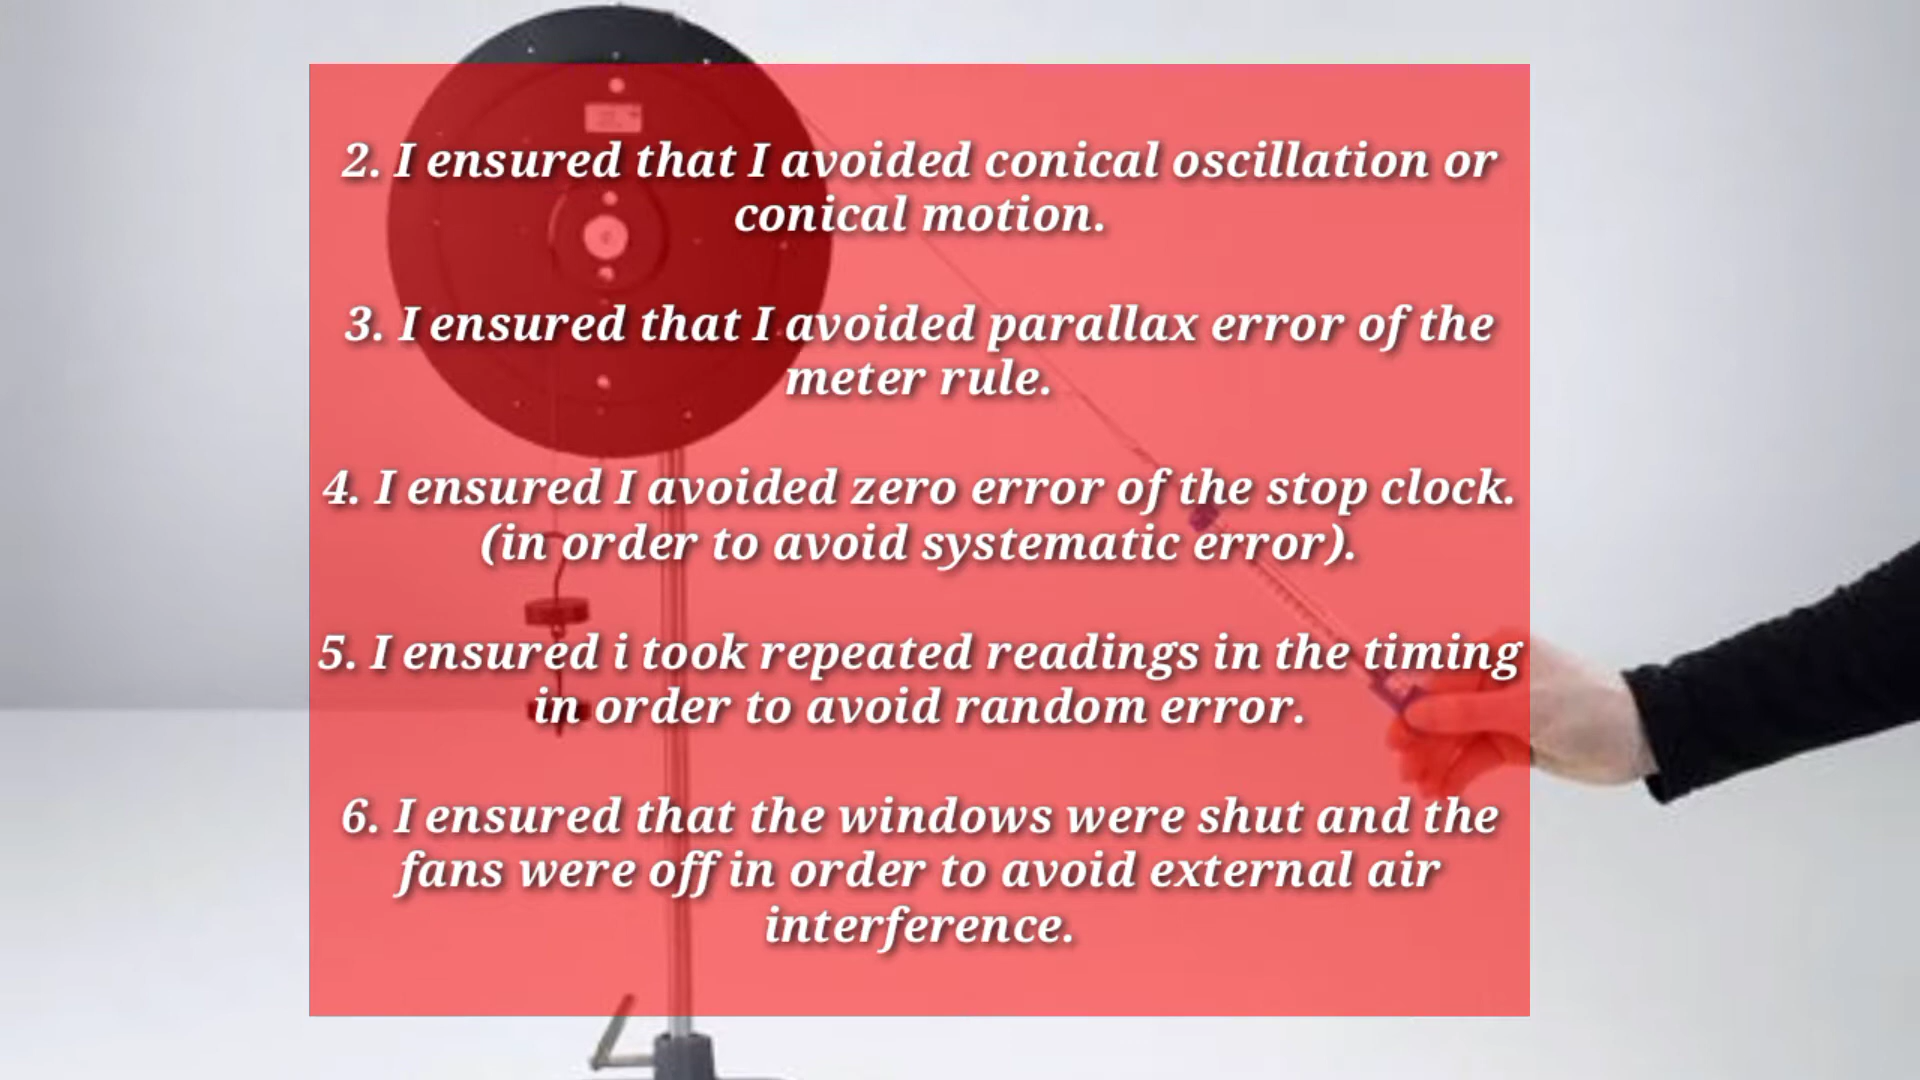 2. I ensured that I avoided conical oscillation or
conical motion.
3. I ensured that I avoided parallax error of the
meter rule.
4. I ensured I avoided zero error of the stop clock.
(in order to avoid systematic error).
5. I ensured i took repeated readings in the timing
in order to avoid random error.
6. I ensured that the windows were shut and the
fans were off in order to avoid external air
interference.